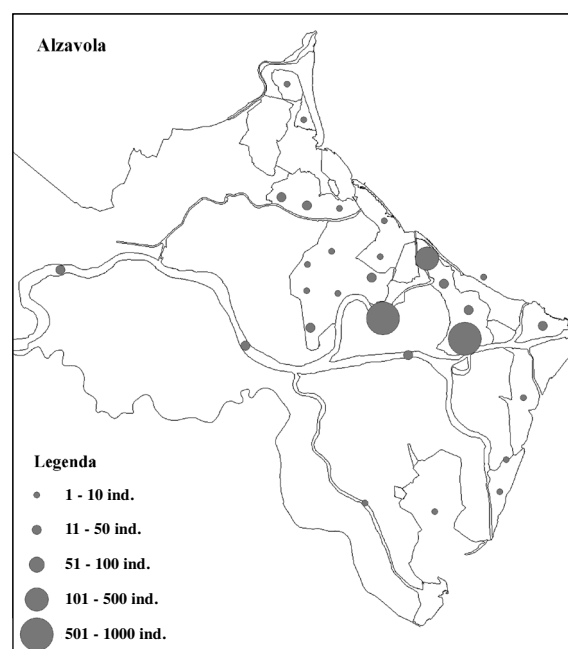 Alzavola
Legenda
1 - 10 ind.
11 - 50 ind.
51 - 100 ind.
101 - 500 ind.
501 - 1000 ind.